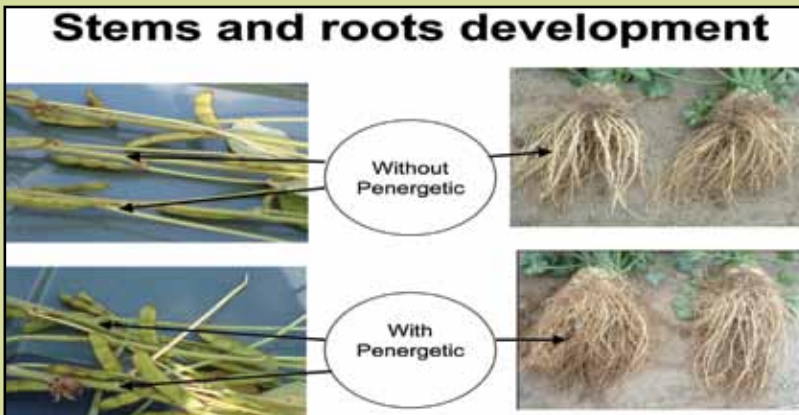 Stems and roots development
Without
Penergetic
With
Penergetic